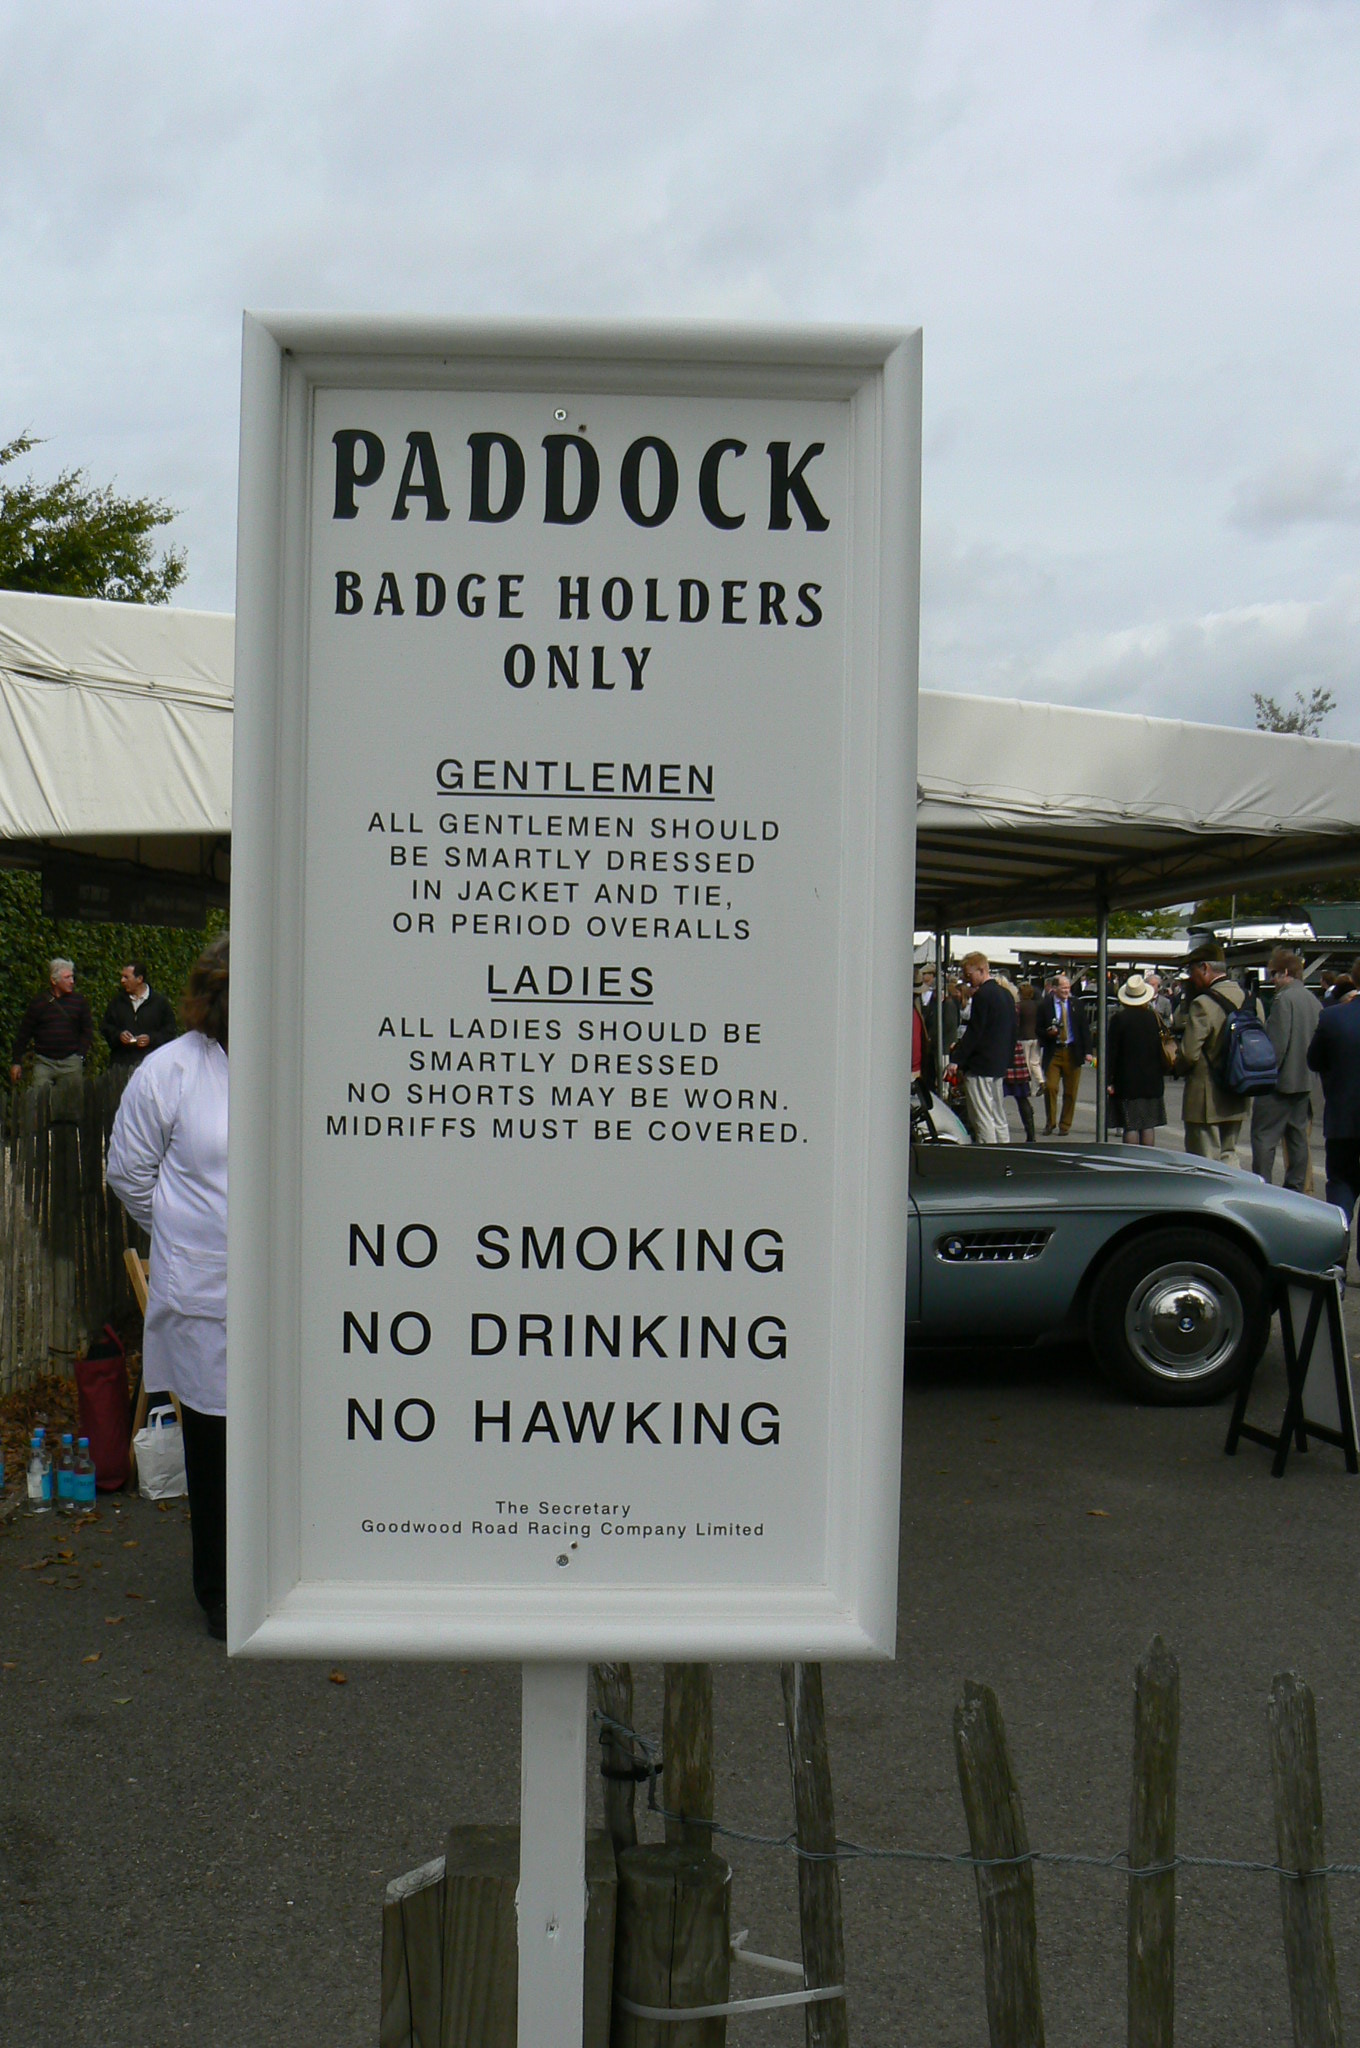 PADDOCK
BADGE HOLDERS
ONLY
GENTLEMEN
ALL GENTLEMEN SHOULD
BE SMARTLY DRESSED
IN JACKET AND TIE,
OR PERIOD OVERALLS
LADIES
ALL LADIES SHOULD BE
SMARTLY DRESSED
NO SHORTS MAY BE WORN.
MIDRIFFS MUST BE COVERED.
NO SMOKING
NO DRINKING
NO HAWKING
The Secretary
Goodwood Road Racing Company Limited